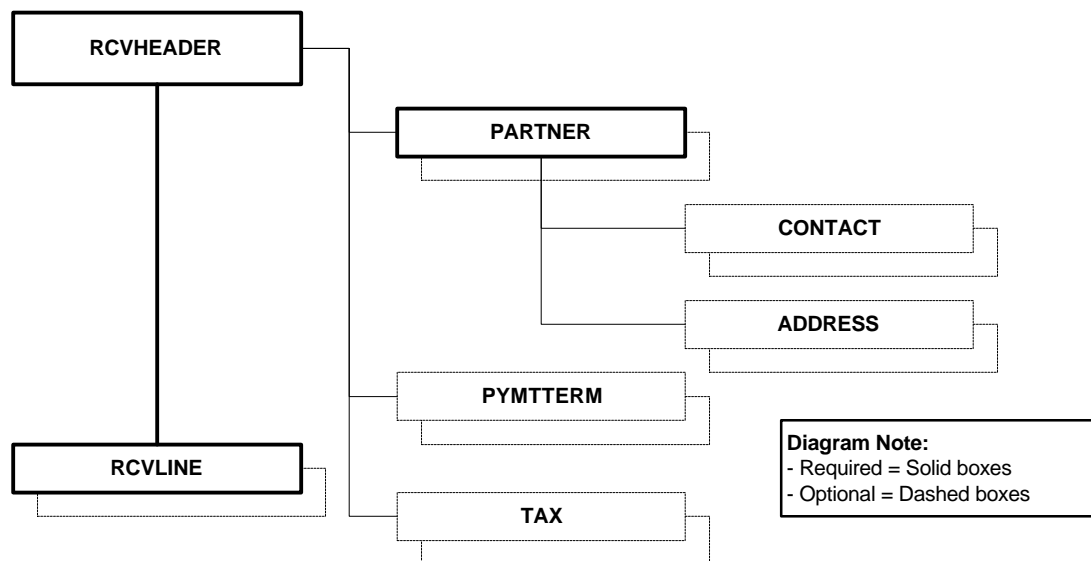 RCVHEADER
PARTNER
CONTACT
ADDRESS
PYMTTERM
RCVLINE
TAX
Diagram Note:
- Required = Solid boxes
- Optional = Dashed boxes